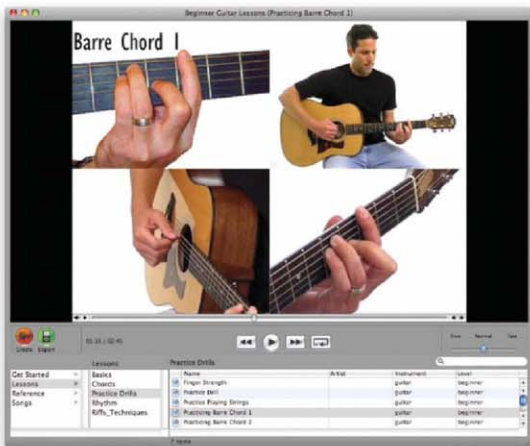 Beginner Guitar Lessons (Practicing Barre Chord 1)
Barre Chord 1
Create Export
01:10 / 02:45
Slow Normal Fast
Lessons Practice Drills
Name Artist Instrument Level
Get Started Basics Finger Strength guitar beginner
Lessons Chords Practice Drill guitar beginner
Reference Practice Drills Practice Playing Strings guitar beginner
Songs Rhythm Practicing Barre Chord 1 guitar beginner
Riffs_Techniques Practicing Barre Chord 2 guitar beginner
7 items